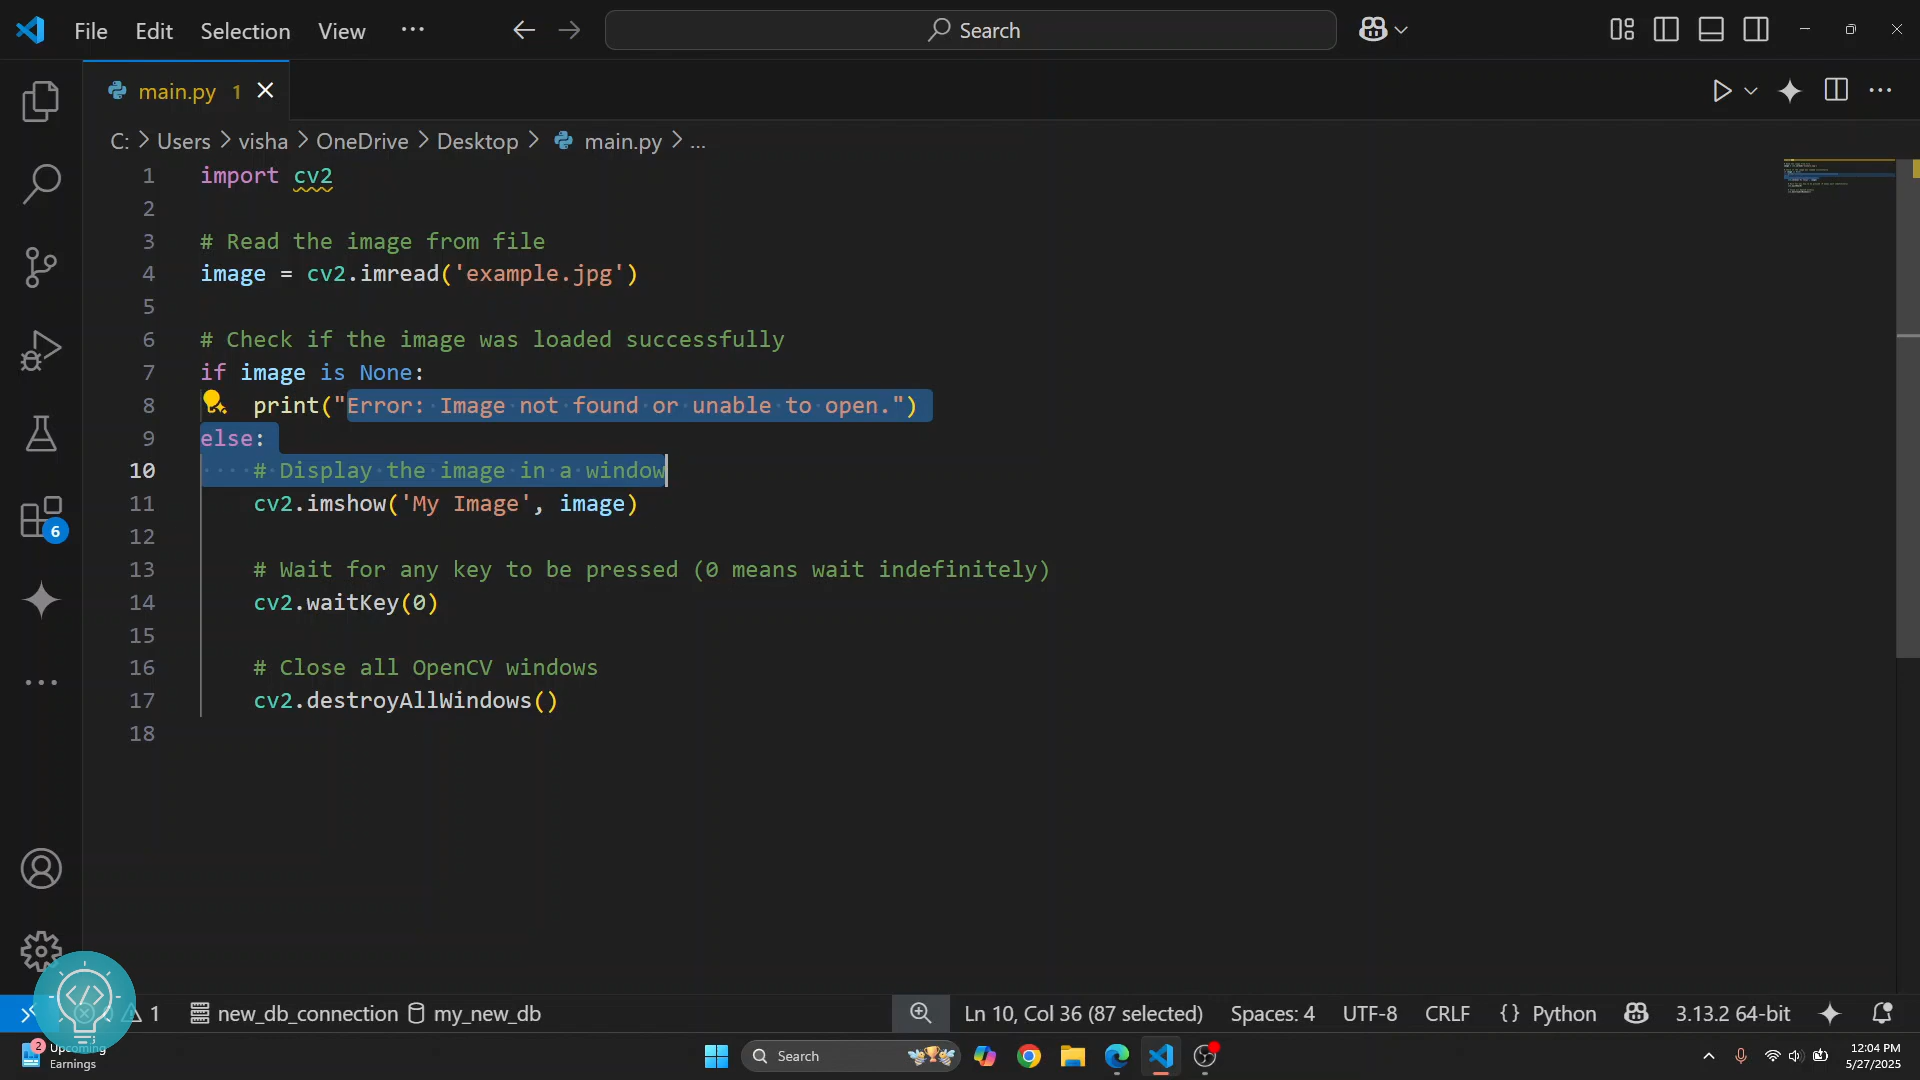 File Edit Selection View ...
Search
main.py 1
C: > Users > visha > OneDrive > Desktop > main.py > ...
1 import cv2
2
3 # Read the image from file
4 image = cv2.imread('example.jpg')
5
6 # Check if the image was loaded successfully
7 if image is None:
8 print("Error: Image not found or unable to open.")
9 else:
10 # Display the image in a window
11 cv2.imshow('My Image', image)
12
13 # Wait for any key to be pressed (0 means wait indefinitely)
14 cv2.waitKey(0)
15
16 # Close all OpenCV windows
17 cv2.destroyAllWindows()
18
6
1 new_db_connection my_new_db Ln 10, Col 36 (87 selected) Spaces: 4 UTF-8 CRLF {} Python 3.13.2 64-bit
2 Upcoming
Earnings
Search
12:04 PM
5/27/2025